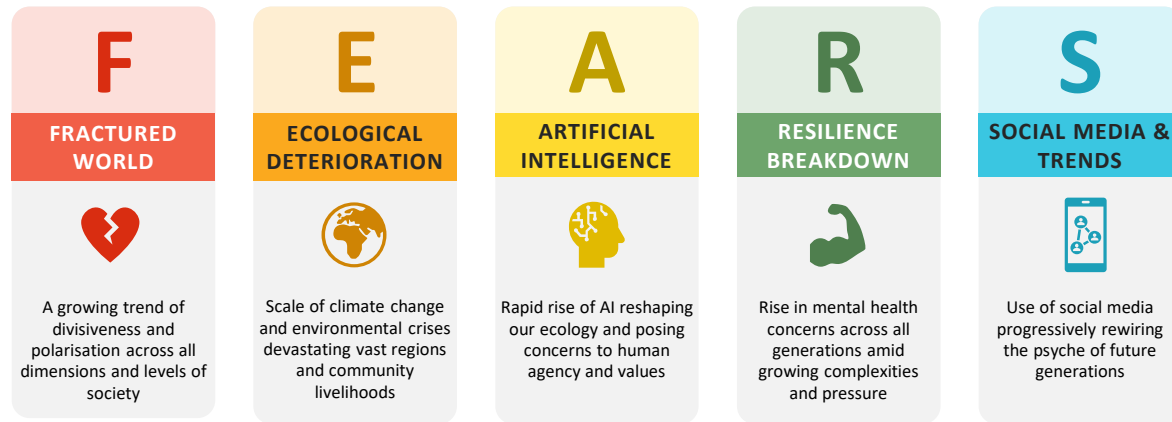 F
FRACTURED
WORLD
A growing trend of
divisiveness and
polarisation across all
dimensions and levels of
society
E
ECOLOGICAL
DETERIORATION
Scale of climate change
and environmental crises
devastating vast regions
and community
livelihoods
A
ARTIFICIAL
INTELLIGENCE
Rapid rise of AI reshaping
our ecology and posing
concerns to human
agency and values
R
RESILIENCE
BREAKDOWN
Rise in mental health
concerns across all
generations amid
growing complexities
and pressure
S
SOCIAL MEDIA &
TRENDS
Use of social media
progressively rewiring
the psyche of future
generations